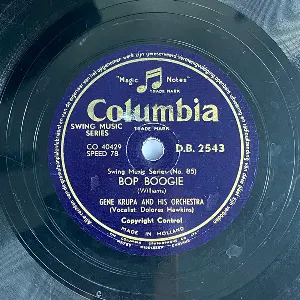 "Magic Notes"
TRADE MARK
Columbia
SWING MUSIC SERIES
TRADE MARK
CO 40429
SPEED 78
D.B. 2543
Swing Music Series-(No. 85)
BOP BOOGIE
(Williams)
GENE KRUPA AND HIS ORCHESTRA
(Vocalist: Dolores Hawkins)
Copyright Control
MADE IN HOLLAND